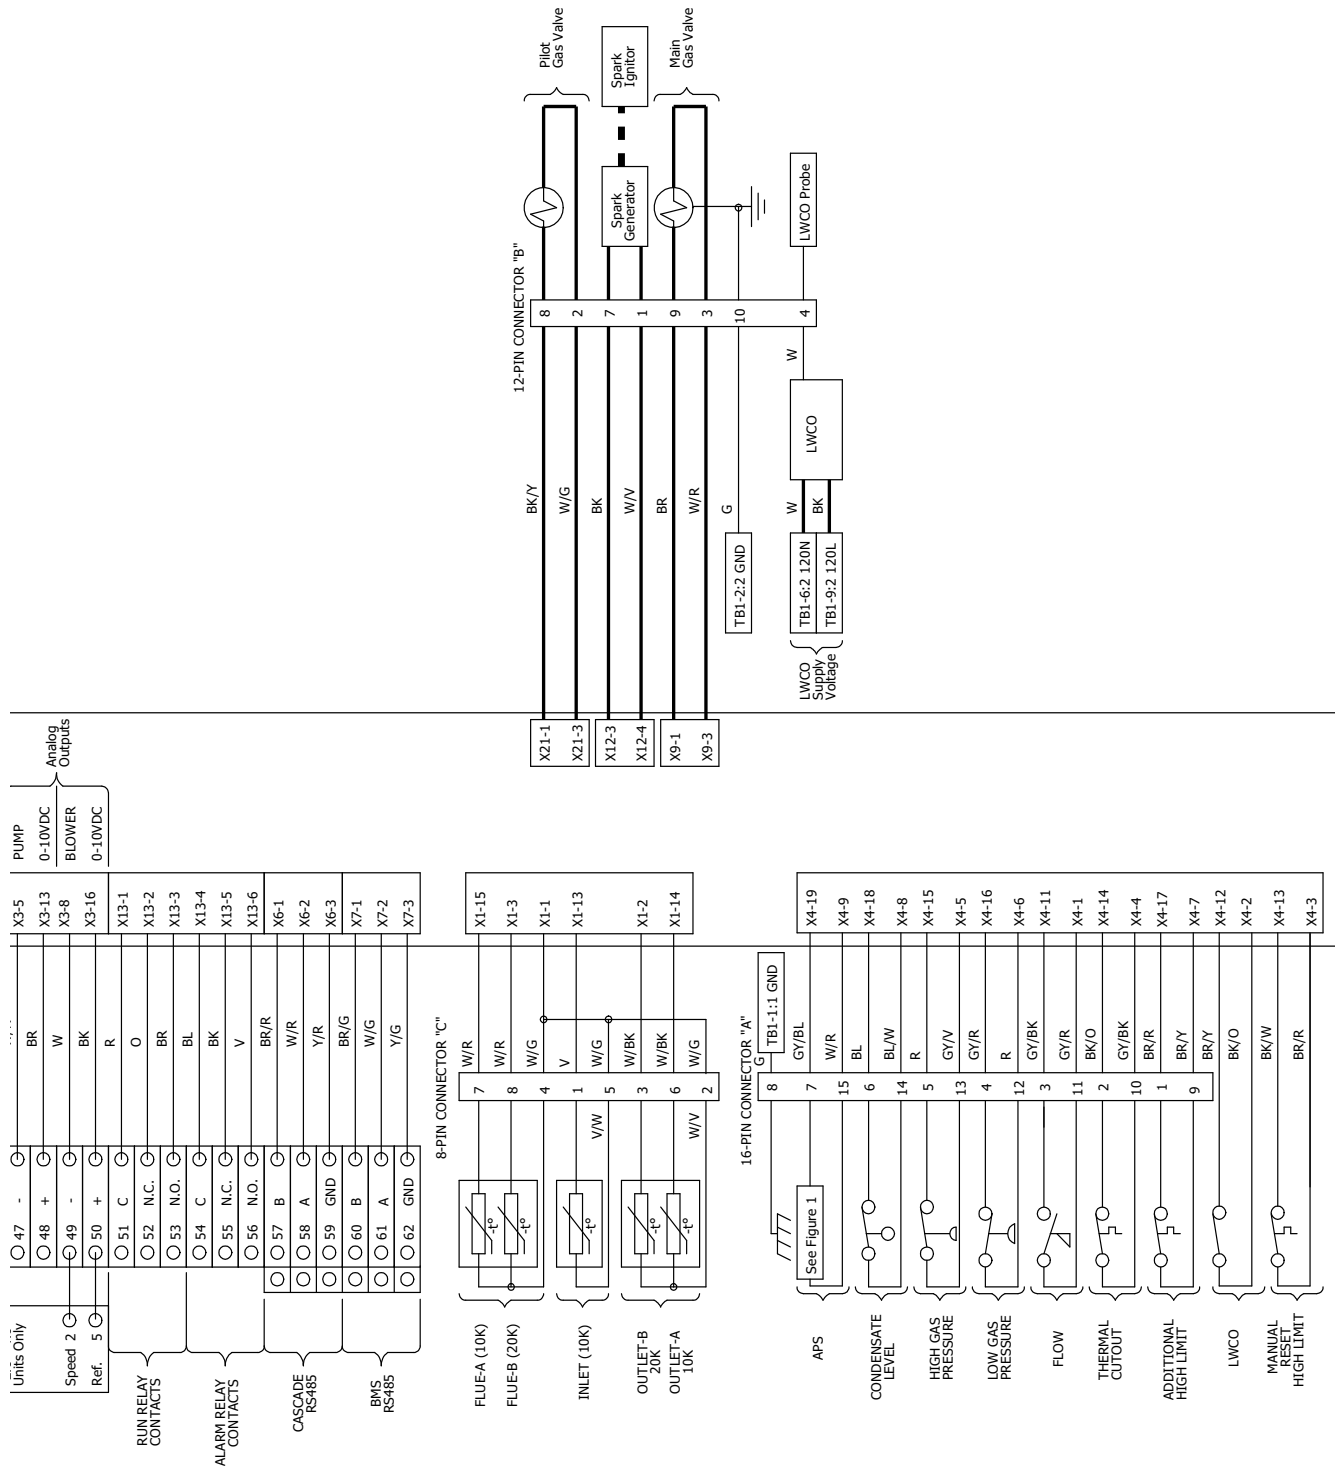 Pilot
Gas Valve
Spark
Ignitor
Main
Gas Valve
Spark
Generator
LWCO Probe
12-PIN CONNECTOR "B"
8
2
7
1
9
3
10
4
W
LWCO
BK/Y
W/G
BK
W/V
BR
W/R
G
W
BK
TB1-2:2 GND
TB1-6:2 120N
TB1-9:2 120L
LWCO
Supply
Voltage
X21-1
X21-3
X12-3
X12-4
X9-1
X9-3
Analog
Outputs
PUMP
0-10VDC
BLOWER
0-10VDC
X3-5
X3-13
X3-8
X3-16
X13-1
X13-2
X13-3
X13-4
X13-5
X13-6
X6-1
X6-2
X6-3
X7-1
X7-2
X7-3
BR
W
BK
R
O
BR
BL
BK
V
BR/R
W/R
Y/R
BR/G
W/G
Y/G
47 -
48 +
49 -
50 +
51 C
52 N.C.
53 N.O.
54 C
55 N.C.
56 N.O.
57 B
58 A
59 GND
60 B
61 A
62 GND
Units Only
Speed 2
Ref. 5
RUN RELAY
CONTACTS
ALARM RELAY
CONTACTS
CASCADE
RS485
BMS
RS485
X1-15
X1-3
X1-1
X1-13
X1-2
X1-14
8-PIN CONNECTOR "C"
W/R
W/R
W/G
V
W/G
W/BK
W/BK
W/G
7
8
4
1
5
3
6
2
V/W
W/V
-t°
-t°
-t°
-t°
-t°
FLUE-A (10K)
FLUE-B (20K)
INLET (10K)
OUTLET-B
20K
OUTLET-A
10K
X4-19
X4-9
X4-18
X4-8
X4-15
X4-5
X4-16
X4-6
X4-11
X4-1
X4-14
X4-4
X4-17
X4-7
X4-12
X4-2
X4-13
X4-3
TB1-1:1 GND
16-PIN CONNECTOR "A"
G
GY/BL
W/R
BL
BL/W
R
GY/V
GY/R
R
GY/BK
GY/R
BK/O
GY/BK
BR/R
BR/Y
BR/Y
BK/O
BK/W
BR/R
8
7
15
6
14
5
13
4
12
3
11
2
10
1
9
See Figure 1
APS
CONDENSATE
LEVEL
HIGH GAS
PRESSURE
LOW GAS
PRESSURE
FLOW
THERMAL
CUTOUT
ADDITIONAL
HIGH LIMIT
LWCO
MANUAL
RESET
HIGH LIMIT